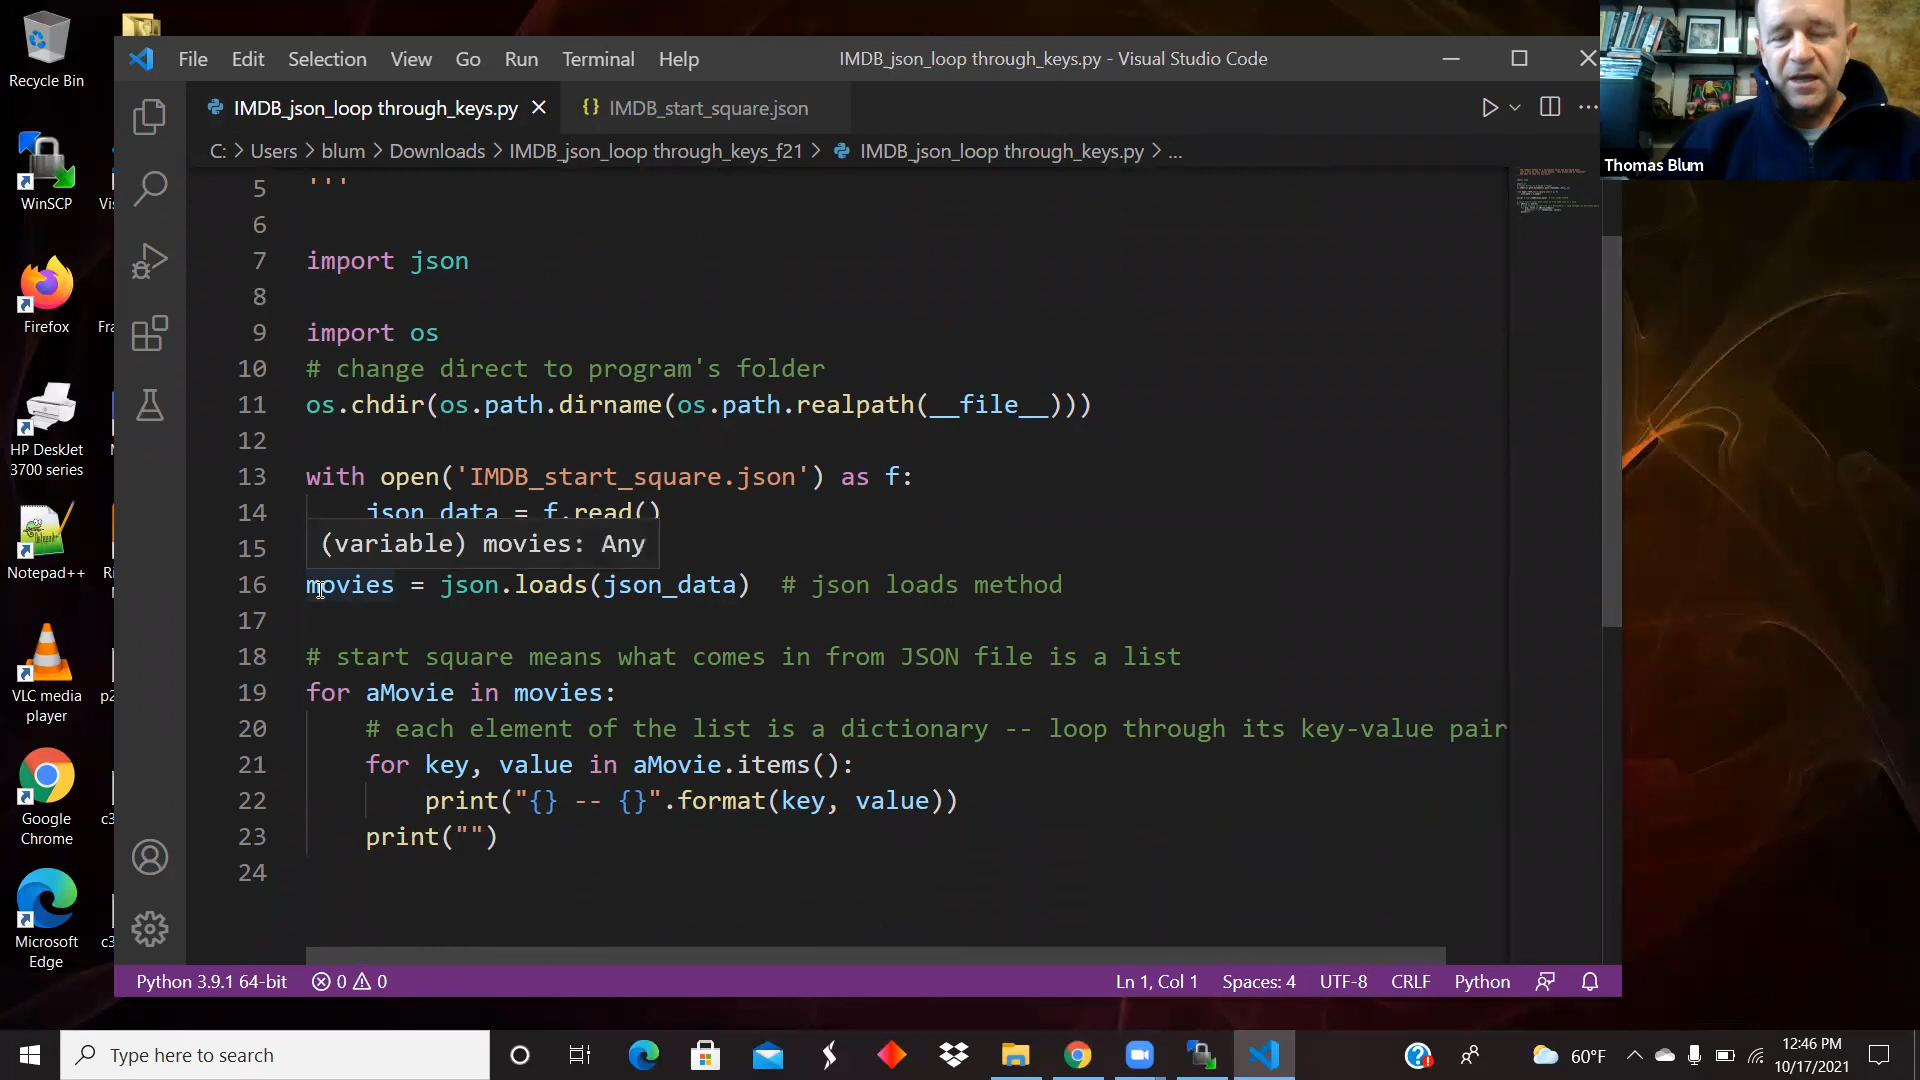 Recycle Bin
WinSCP
Firefox
HP DeskJet
3700 series
Notepad++
VLC media
player
Google
Chrome
Microsoft
Edge
File Edit Selection View Go Run Terminal Help
IMDB_json_loop through_keys.py - Visual Studio Code
IMDB_json_loop through_keys.py
IMDB_start_square.json
C: > Users > blum > Downloads > IMDB_json_loop through_keys_f21 > IMDB_json_loop through_keys.py > ...
5 '''
6
7 import json
8
9 import os
10 # change direct to program's folder
11 os.chdir(os.path.dirname(os.path.realpath(__file__)))
12
13 with open('IMDB_start_square.json') as f:
14 json_data = f.read()
(variable) movies: Any
15
16 movies = json.loads(json_data)  # json loads method
17
18 # start square means what comes in from JSON file is a list
19 for aMovie in movies:
20 # each element of the list is a dictionary -- loop through its key-value pair
21 for key, value in aMovie.items():
22 print("{} -- {}".format(key, value))
23 print("")
24
Python 3.9.1 64-bit 0 0
Ln 1, Col 1 Spaces: 4 UTF-8 CRLF Python
Thomas Blum
Type here to search
60°F
12:46 PM
10/17/2021